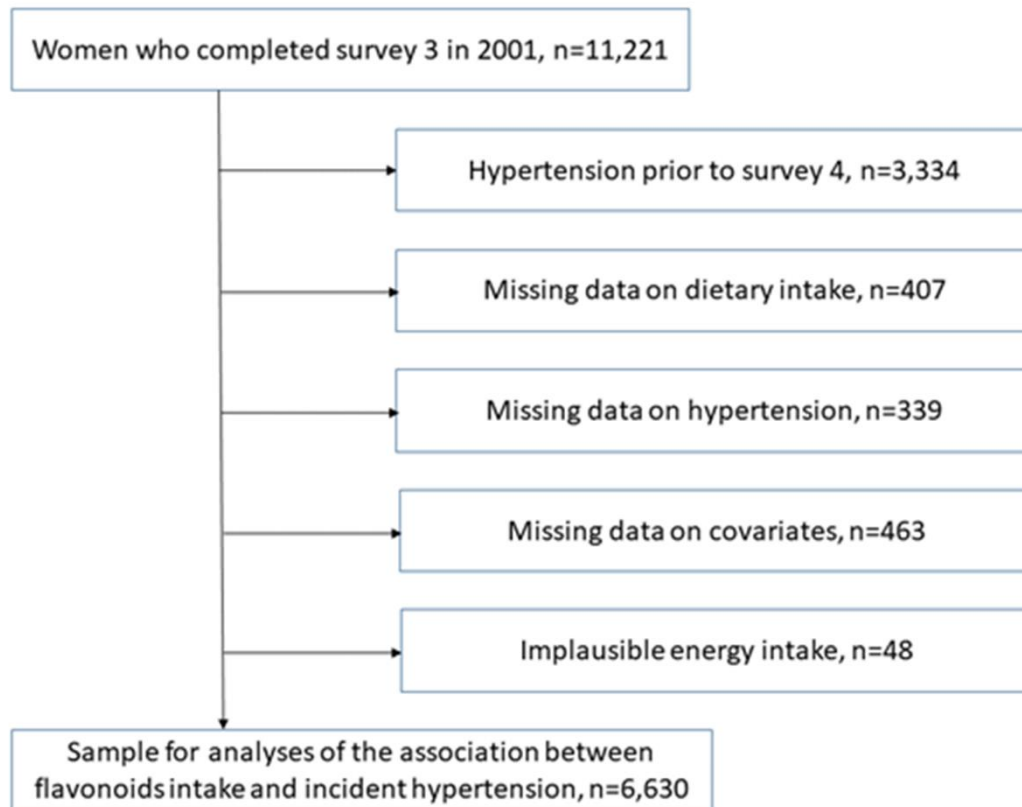 Women who completed survey 3 in 2001, n=11,221
Hypertension prior to survey 4, n=3,334
Missing data on dietary intake, n=407
Missing data on hypertension, n=339
Missing data on covariates, n=463
Implausible energy intake, n=48
Sample for analyses of the association between
flavonoids intake and incident hypertension, n=6,630